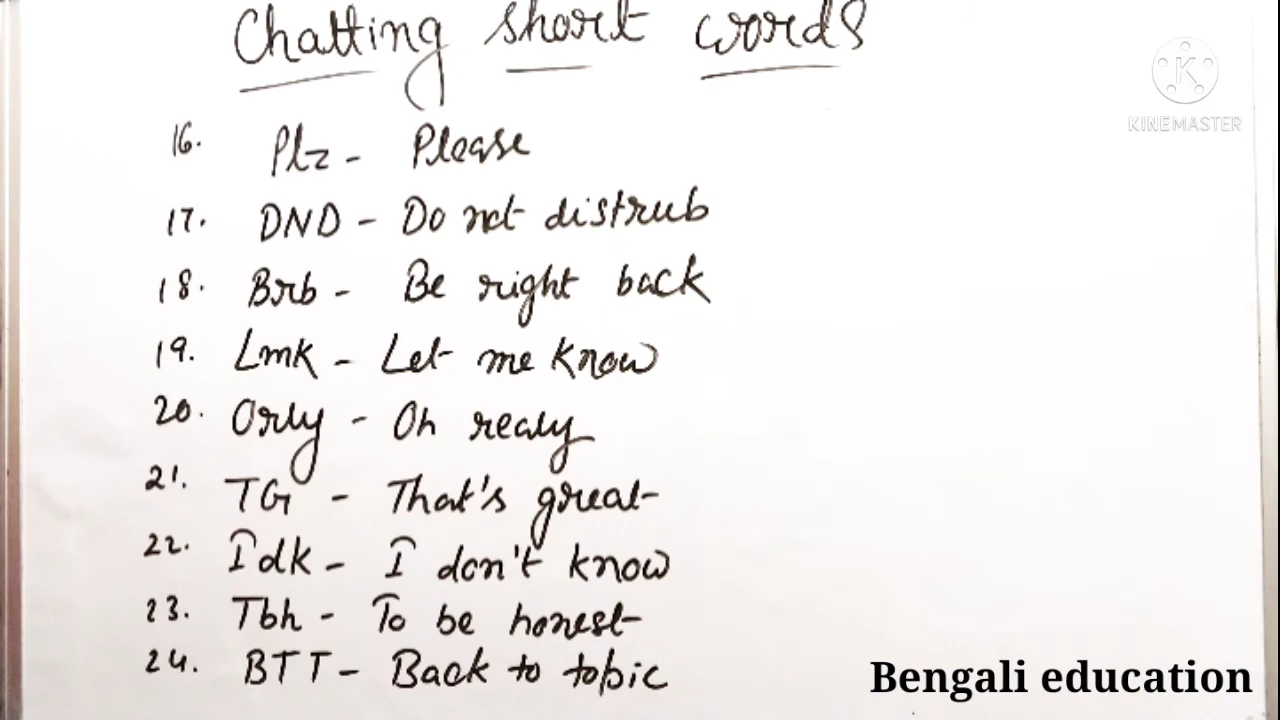 Chatting short words
KINEMASTER
16. Plz - Please
17. DND - Do not distrub
18. Brb - Be right back
19. Lmk - Let me know
20. Orly - Oh realy
21. TG - That's great
22. Idk - I don't know
23. Tbh - To be honest
24. BTT - Back to topic
Bengali education